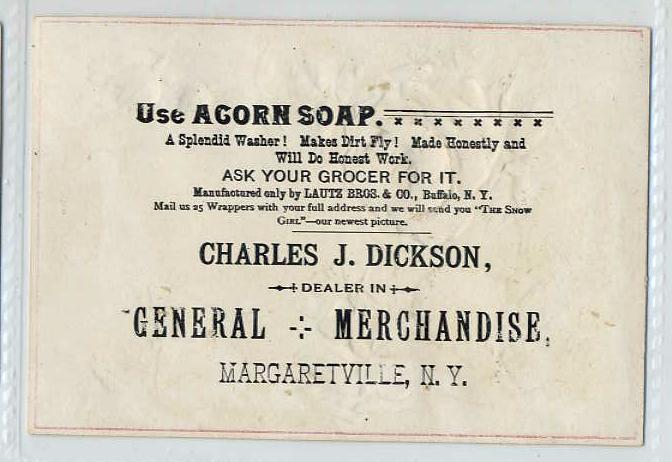 Use ACORN SOAP. x x x x x x x x
A Splendid Washer! Makes Dirt Fly! Made Honestly and
Will Do Honest Work.
ASK YOUR GROCER FOR IT.
Manufactured only by LAUTZ BROS. & CO., Buffalo, N. Y.
Mail us 25 Wrappers with your full address and we will send you "THE SNOW
GIRL"—our newest picture.
CHARLES J. DICKSON,
DEALER IN
GENERAL MERCHANDISE,
MARGARETVILLE, N. Y.